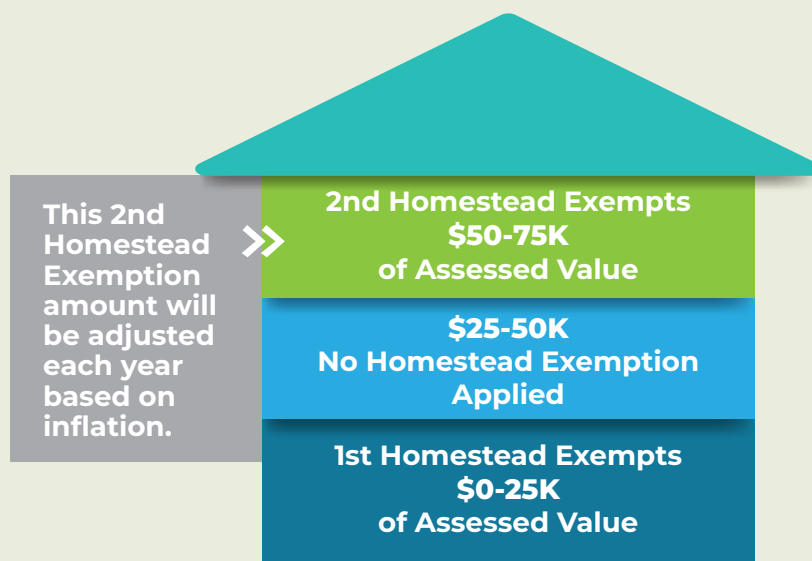 This 2nd
Homestead
Exemption
amount will
be adjusted
each year
based on
inflation.
2nd Homestead Exempts
$50-75K
of Assessed Value
$25-50K
No Homestead Exemption
Applied
1st Homestead Exempts
$0-25K
of Assessed Value